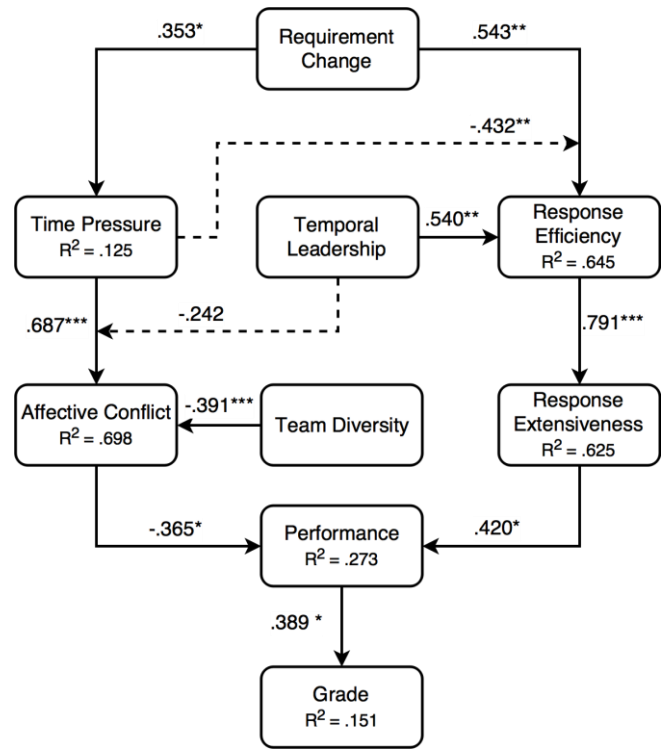 .353*
Requirement
Change
.543**
-.432**
Time Pressure
R² = .125
Temporal
Leadership
.540**
Response
Efficiency
R² = .645
.687***
-.242
.791***
Affective Conflict
R² = .698
-.391***
Team Diversity
Response
Extensiveness
R² = .625
-.365*
Performance
R² = .273
.420*
.389 *
Grade
R² = .151